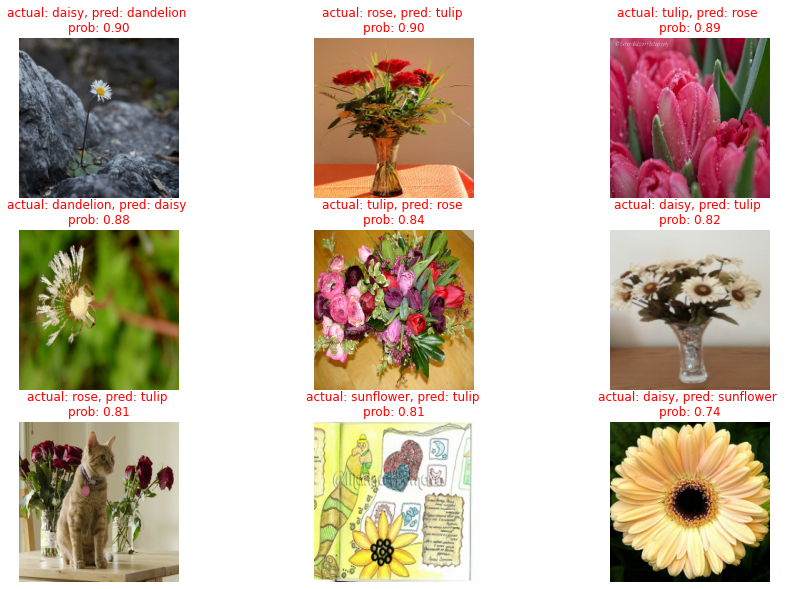 actual: daisy, pred: dandelion
prob: 0.90
actual: rose, pred: tulip
prob: 0.90
actual: tulip, pred: rose
prob: 0.89
actual: dandelion, pred: daisy
prob: 0.88
actual: tulip, pred: rose
prob: 0.84
actual: daisy, pred: tulip
prob: 0.82
actual: rose, pred: tulip
prob: 0.81
actual: sunflower, pred: tulip
prob: 0.81
actual: daisy, pred: sunflower
prob: 0.74